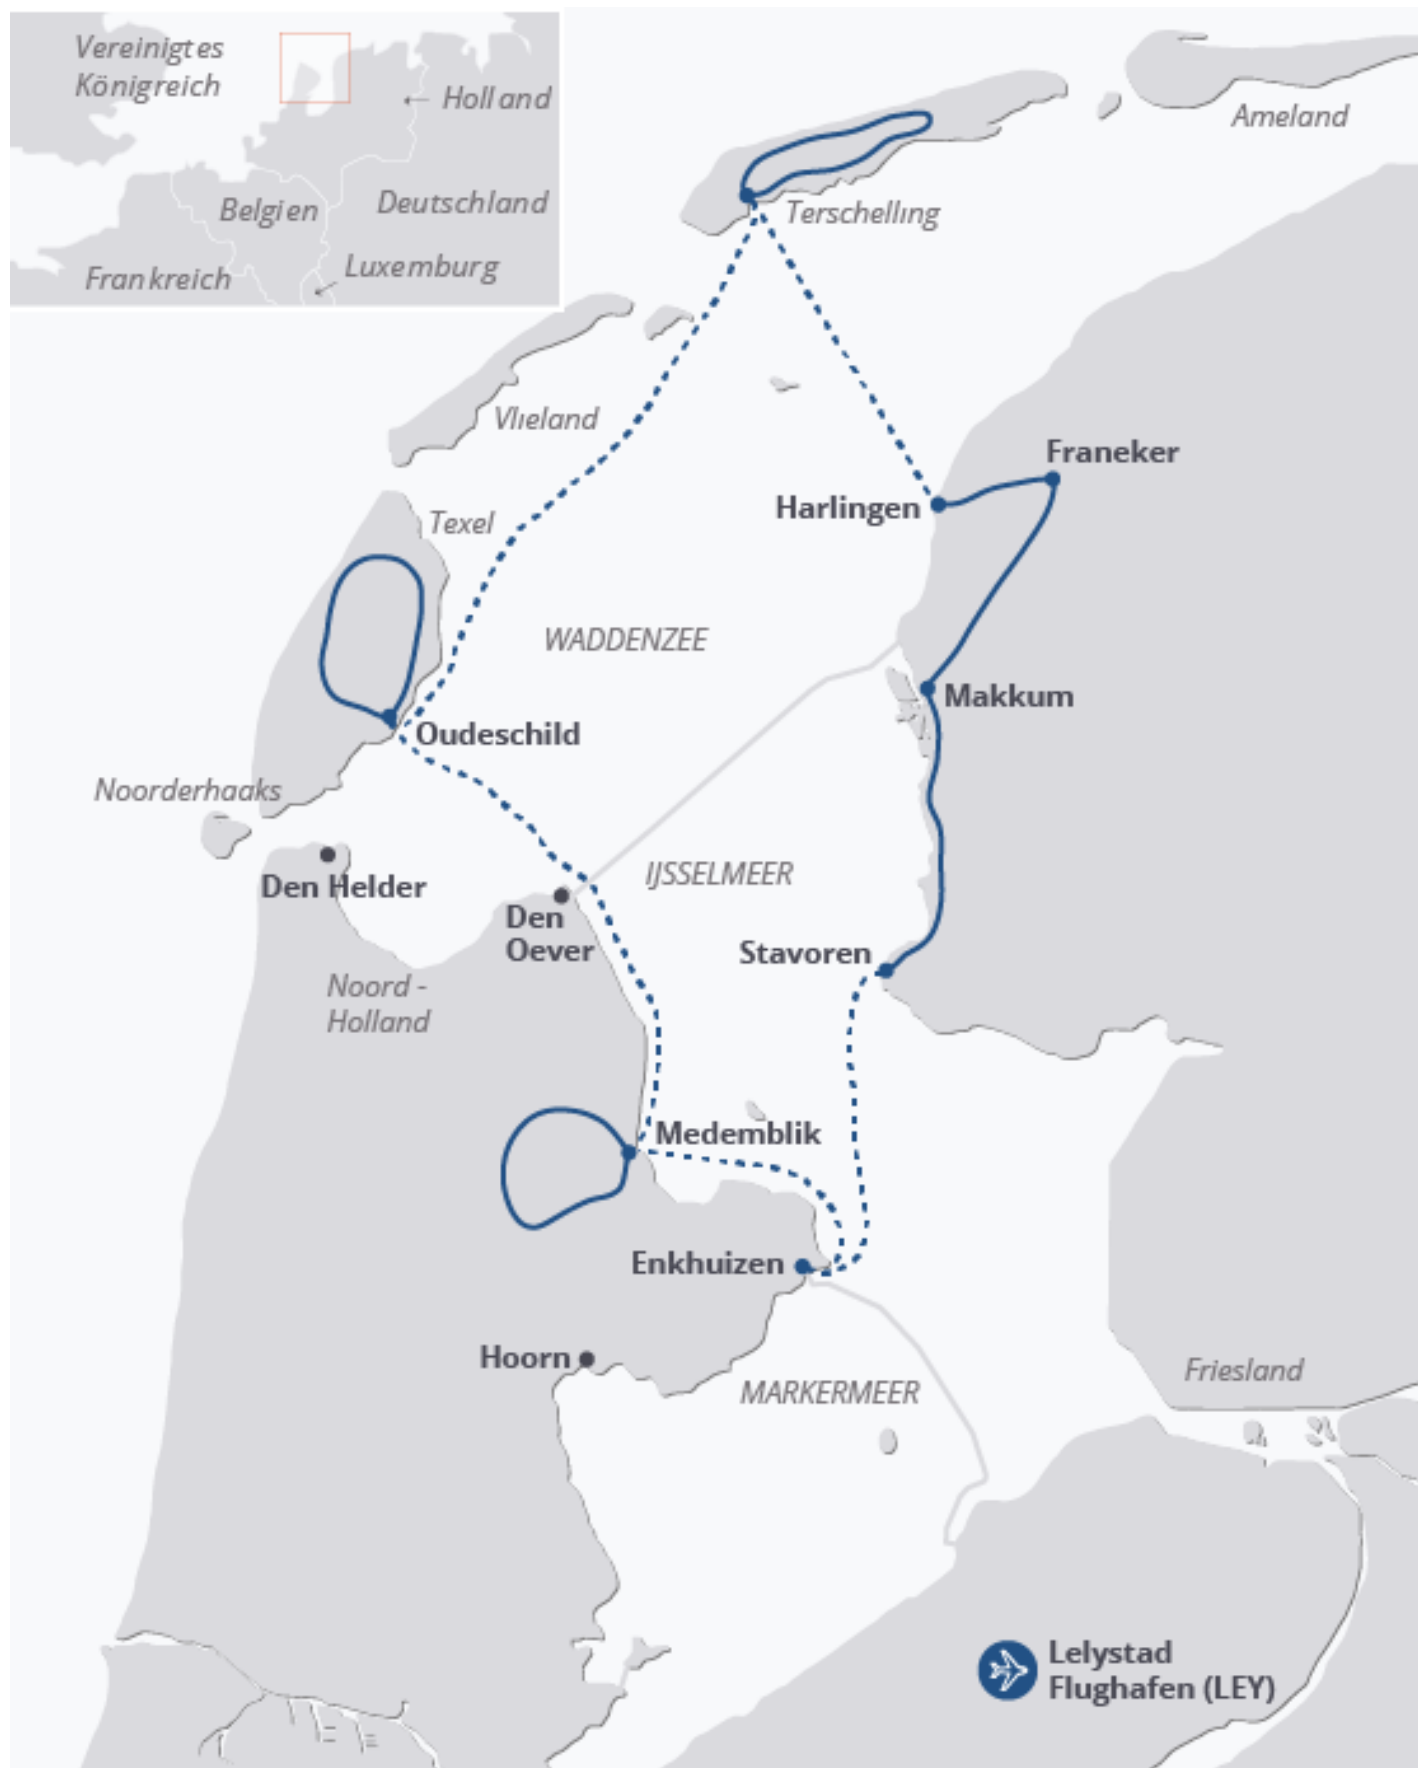 Vereinigtes
Königreich
Holland
Belgien
Deutschland
Luxemburg
Frankreich
Ameland
Terschelling
Vlieland
Franeker
Harlingen
Texel
WADDENZEE
Makkum
Oudeschild
Noorderhaaks
IJSSELMEER
Den Helder
Den
Oever
Stavoren
Noord -
Holland
Medemblik
Enkhuizen
Hoorn
Friesland
MARKERMEER
Lelystad
Flughafen (LEY)